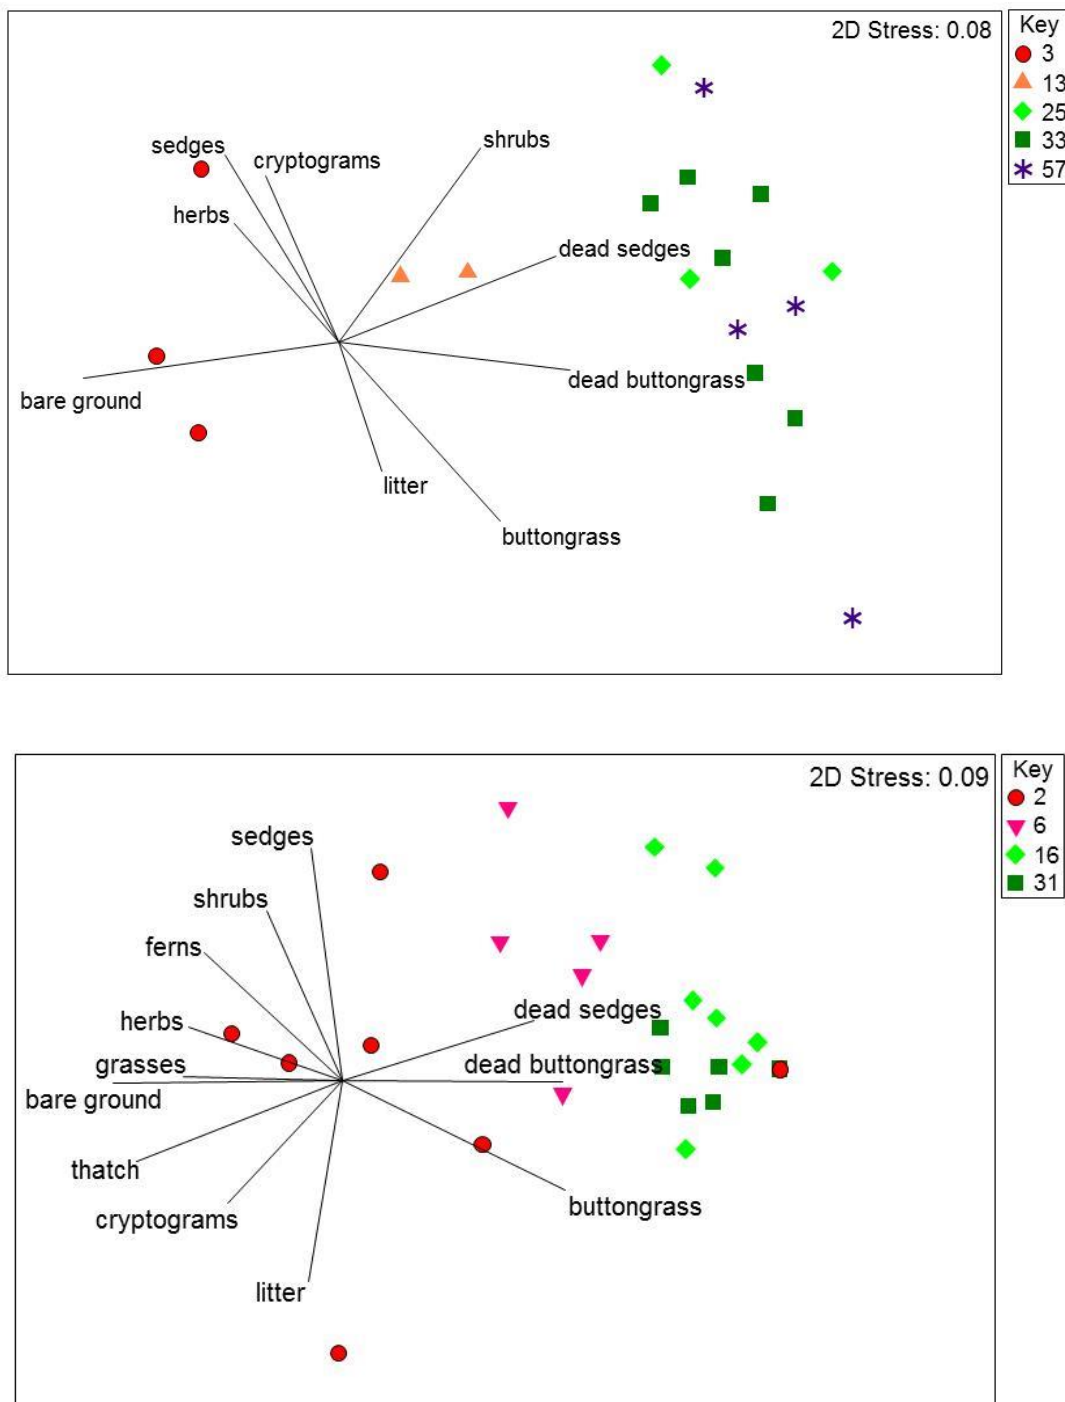 2D Stress: 0.08
Key
3
13
25
33
57
sedges
cryptograms
shrubs
herbs
dead sedges
dead buttongrass
bare ground
litter
buttongrass
2D Stress: 0.09
Key
2
6
16
31
sedges
shrubs
ferns
herbs
dead sedges
grasses
dead buttongrass
bare ground
thatch
buttongrass
cryptograms
litter